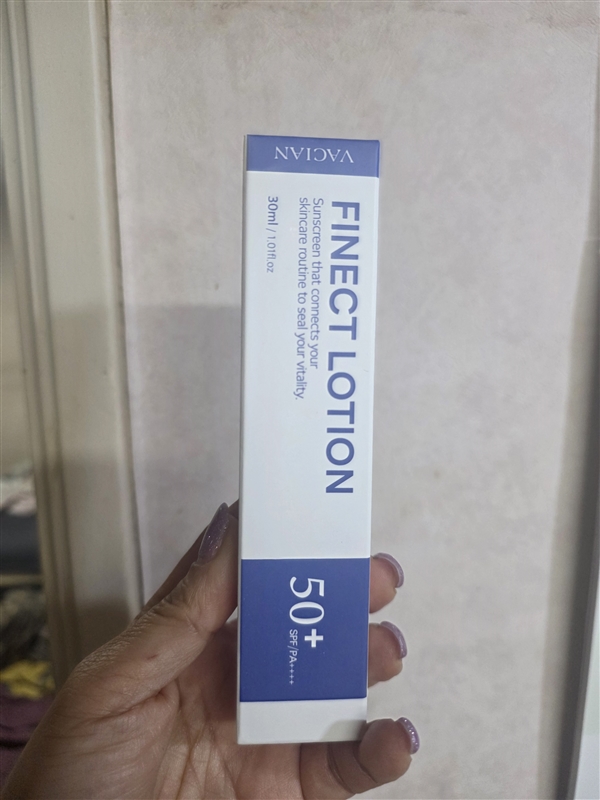 VACIAN
FINECT LOTION
Sunscreen that connects your
skincare routine to seal your vitality.
30ml / 1.01fl.oz
50+
SPF/PA++++